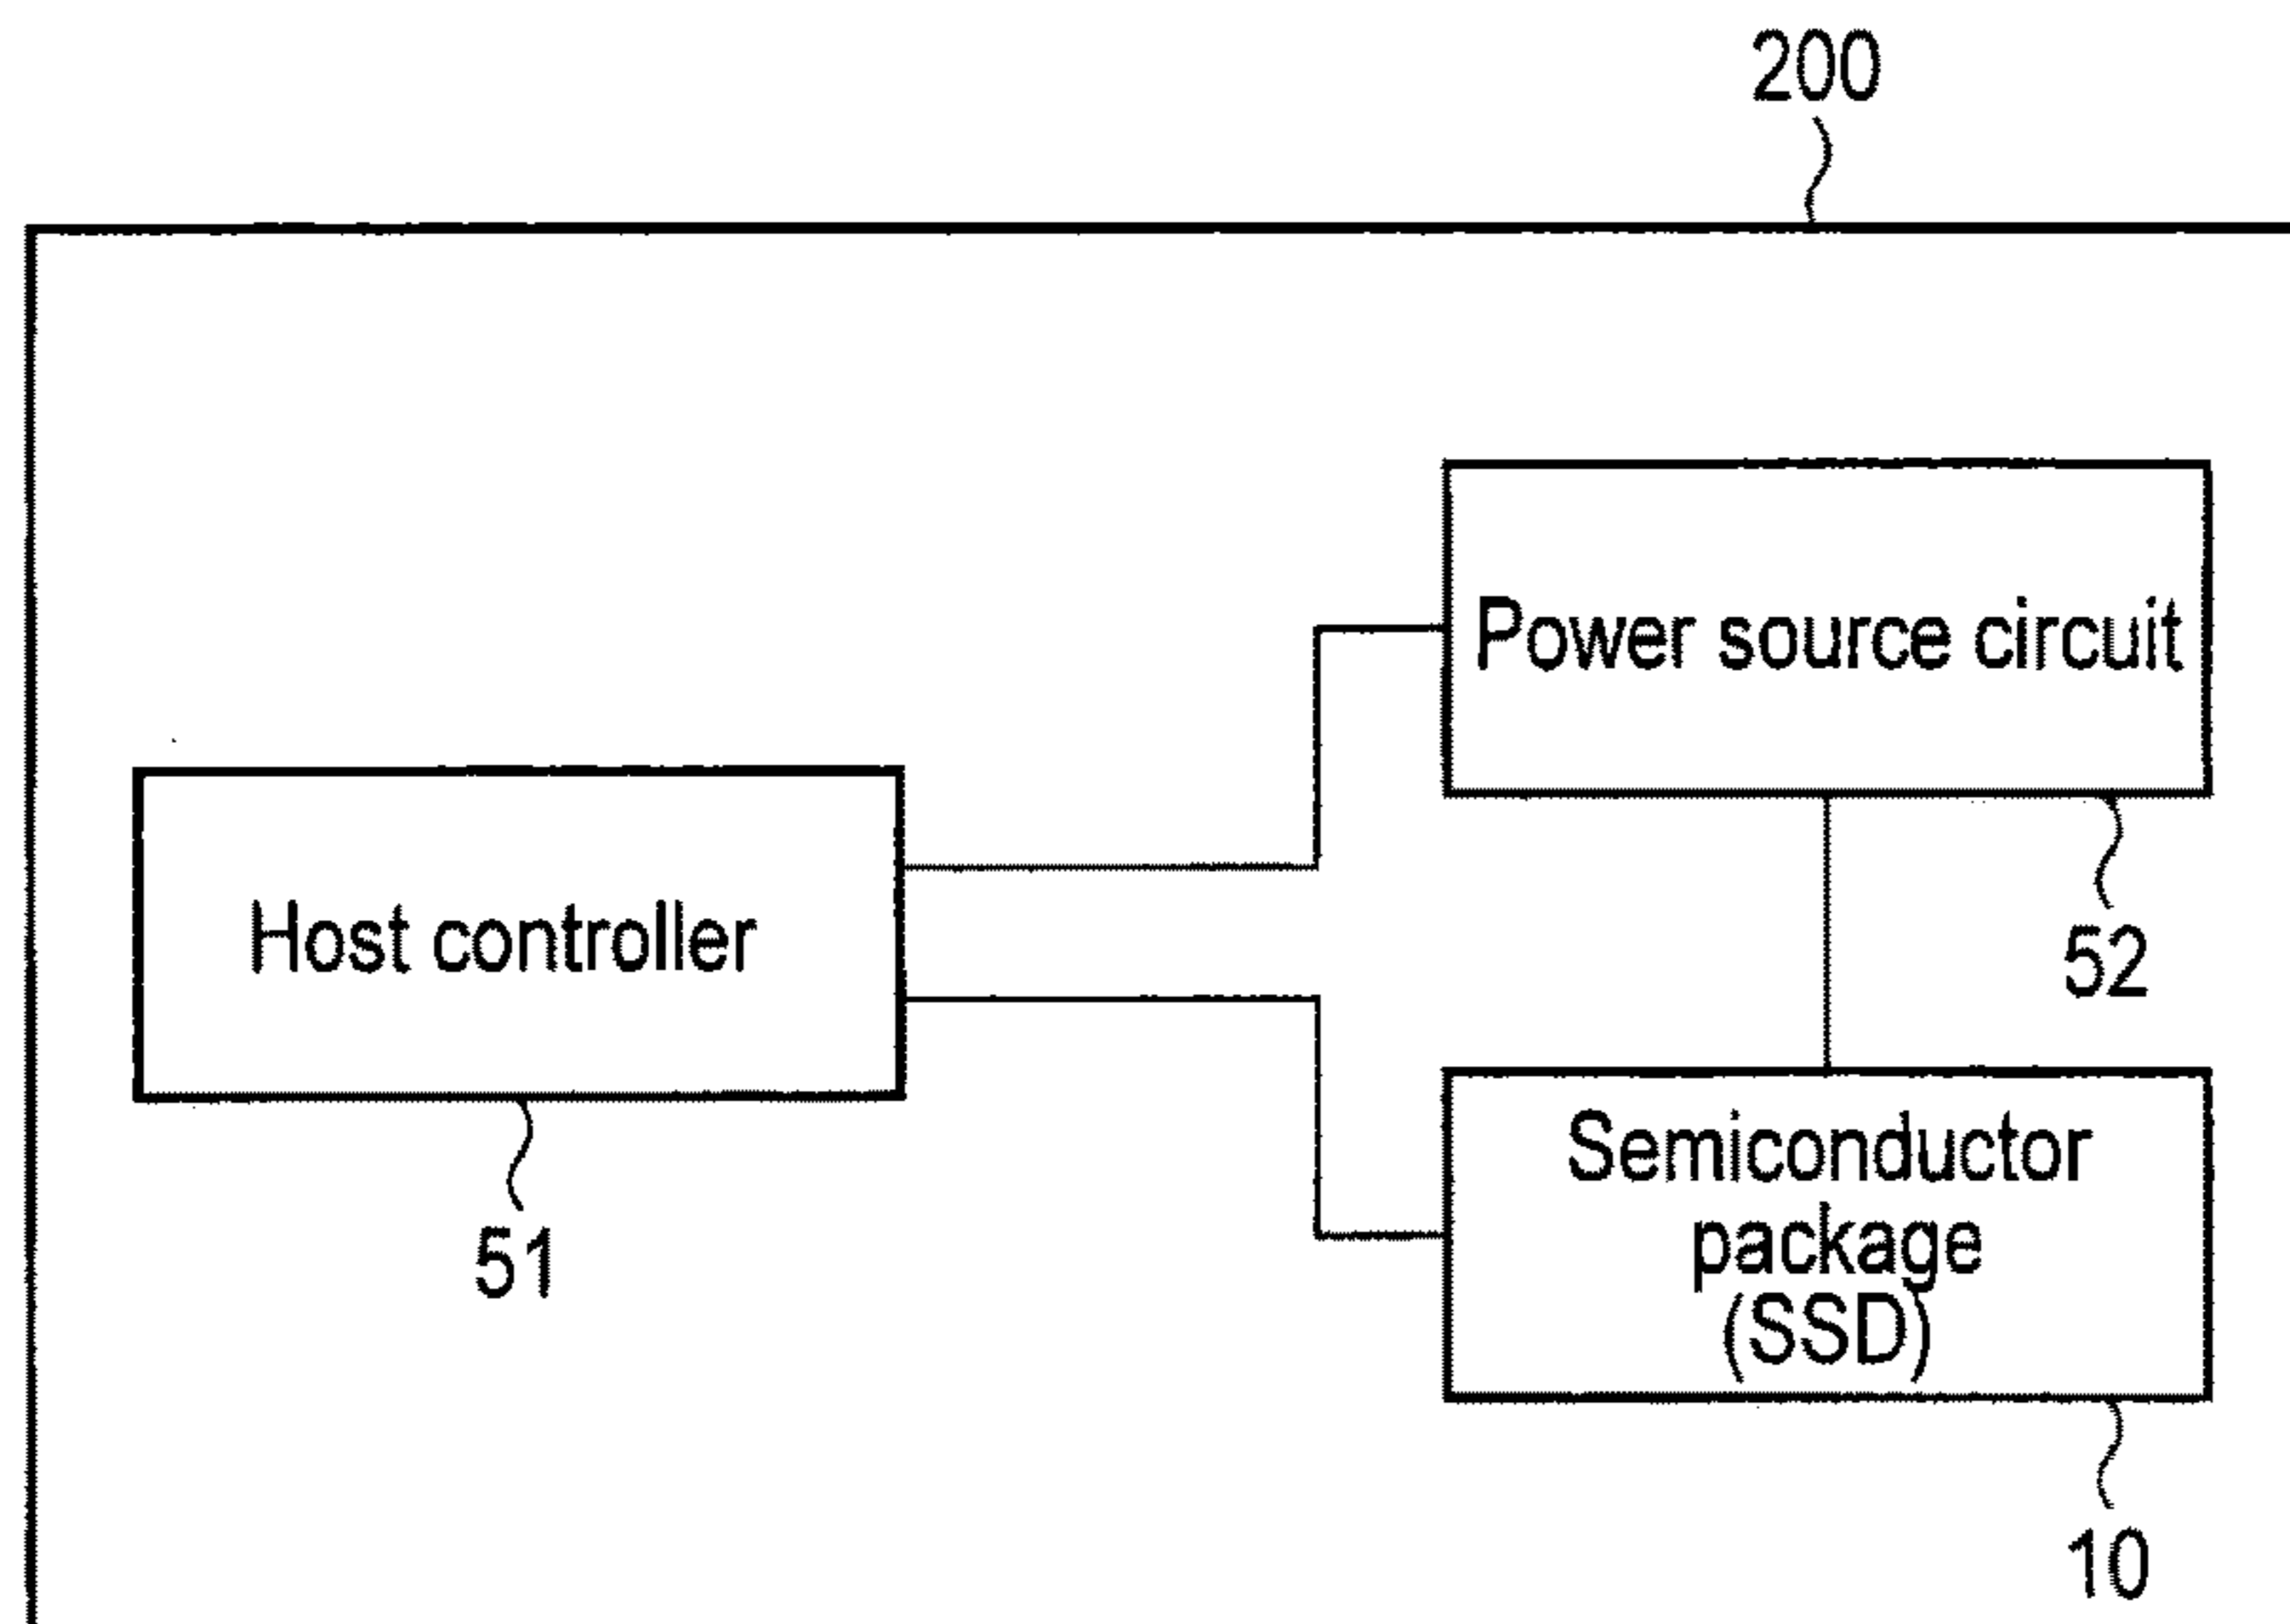 200
Power source circuit
52
Host controller
51
Semiconductor
package
(SSD)
10